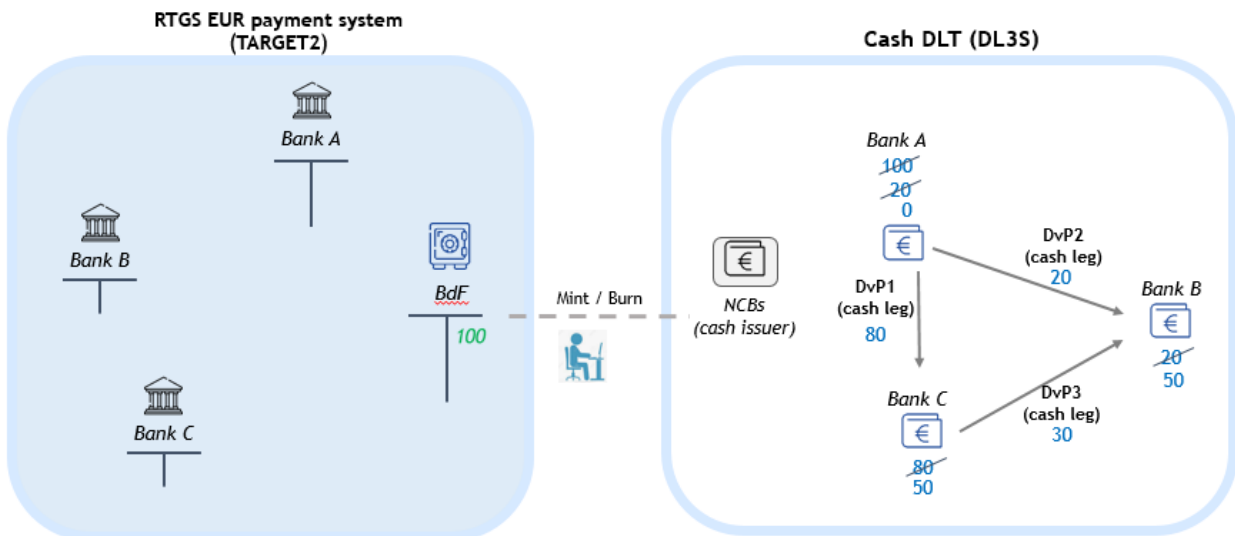 RTGS EUR payment system
(TARGET2)
Bank A
Bank B
BdF
100
Bank C
Mint / Burn
Cash DLT (DL3S)
€
NCBs
(cash issuer)
Bank A
100
20
0
€
DvP1
(cash leg)
80
DvP2
(cash leg)
20
Bank B
€
20
50
Bank C
€
80
50
DvP3
(cash leg)
30